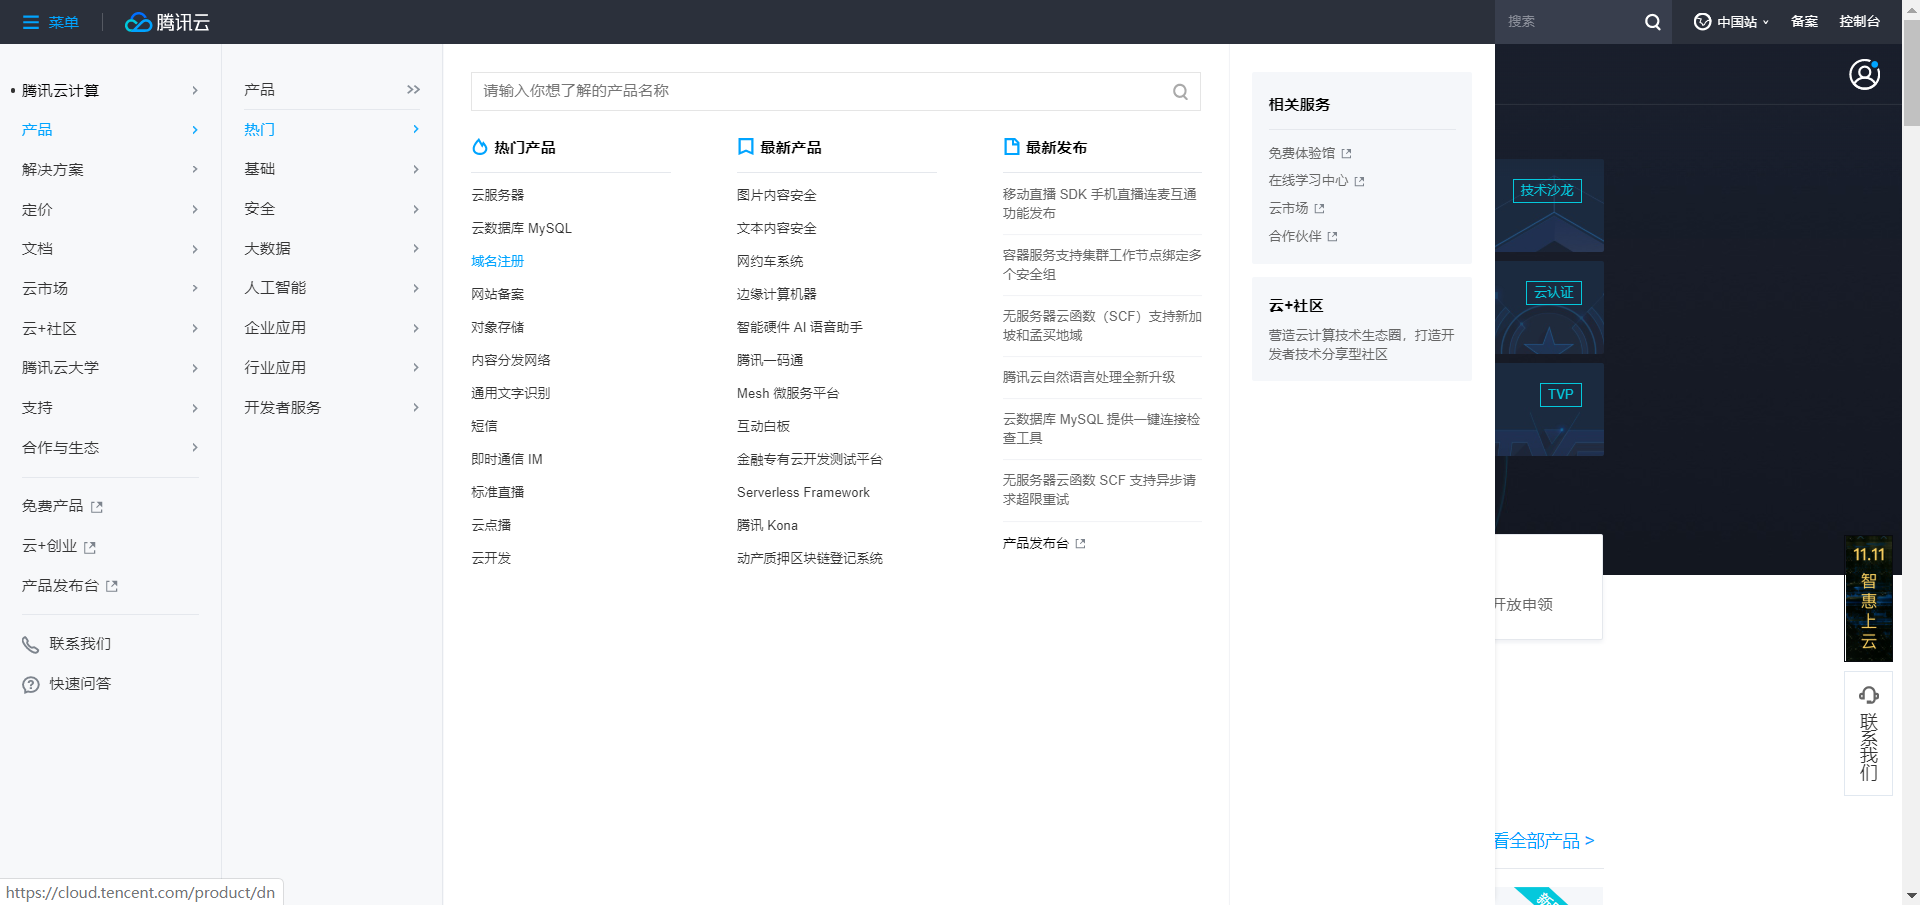 菜单
腾讯云
搜索
中国站
备案
控制台
腾讯云计算
产品
解决方案
定价
文档
云市场
云+社区
腾讯云大学
支持
合作与生态
免费产品
云+创业
产品发布台
联系我们
快速问答
产品
热门
基础
安全
大数据
人工智能
企业应用
行业应用
开发者服务
请输入你想了解的产品名称
热门产品
云服务器
云数据库 MySQL
域名注册
网站备案
对象存储
内容分发网络
通用文字识别
短信
即时通信 IM
标准直播
云点播
云开发
最新产品
图片内容安全
文本内容安全
网约车系统
边缘计算机器
智能硬件 AI 语音助手
腾讯一码通
Mesh 微服务平台
互动白板
金融专有云开发测试平台
Serverless Framework
腾讯 Kona
动产质押区块链登记系统
最新发布
移动直播 SDK 手机直播连麦互通
功能发布
容器服务支持集群工作节点绑定多
个安全组
无服务器云函数（SCF）支持新加
坡和孟买地域
腾讯云自然语言处理全新升级
云数据库 MySQL 提供一键连接检
查工具
无服务器云函数 SCF 支持异步请
求超限重试
产品发布台
相关服务
免费体验馆
在线学习中心
云市场
合作伙伴
云+社区
营造云计算技术生态圈，打造开
发者技术分享型社区
技术沙龙
云认证
TVP
开放申领
看全部产品 >
11.11
智惠上云
联系我们
https://cloud.tencent.com/product/dn